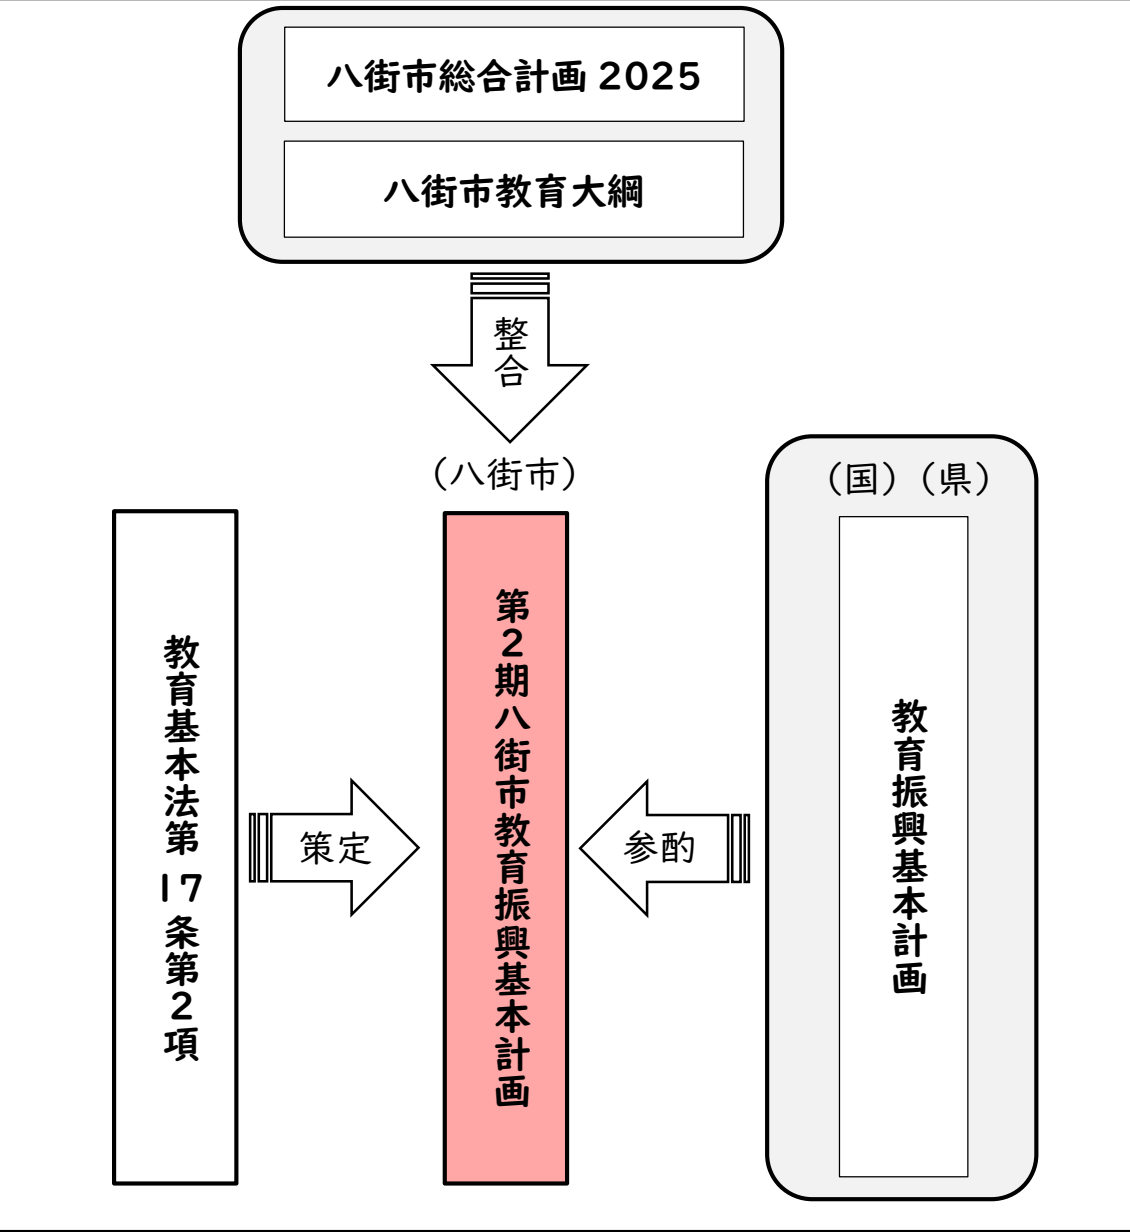 八街市総合計画 2025
八街市教育大綱
整合
（八街市）
（国）（県）
教育基本法第 17 条第2項
策定
第2期八街市教育振興基本計画
参酌
教育振興基本計画